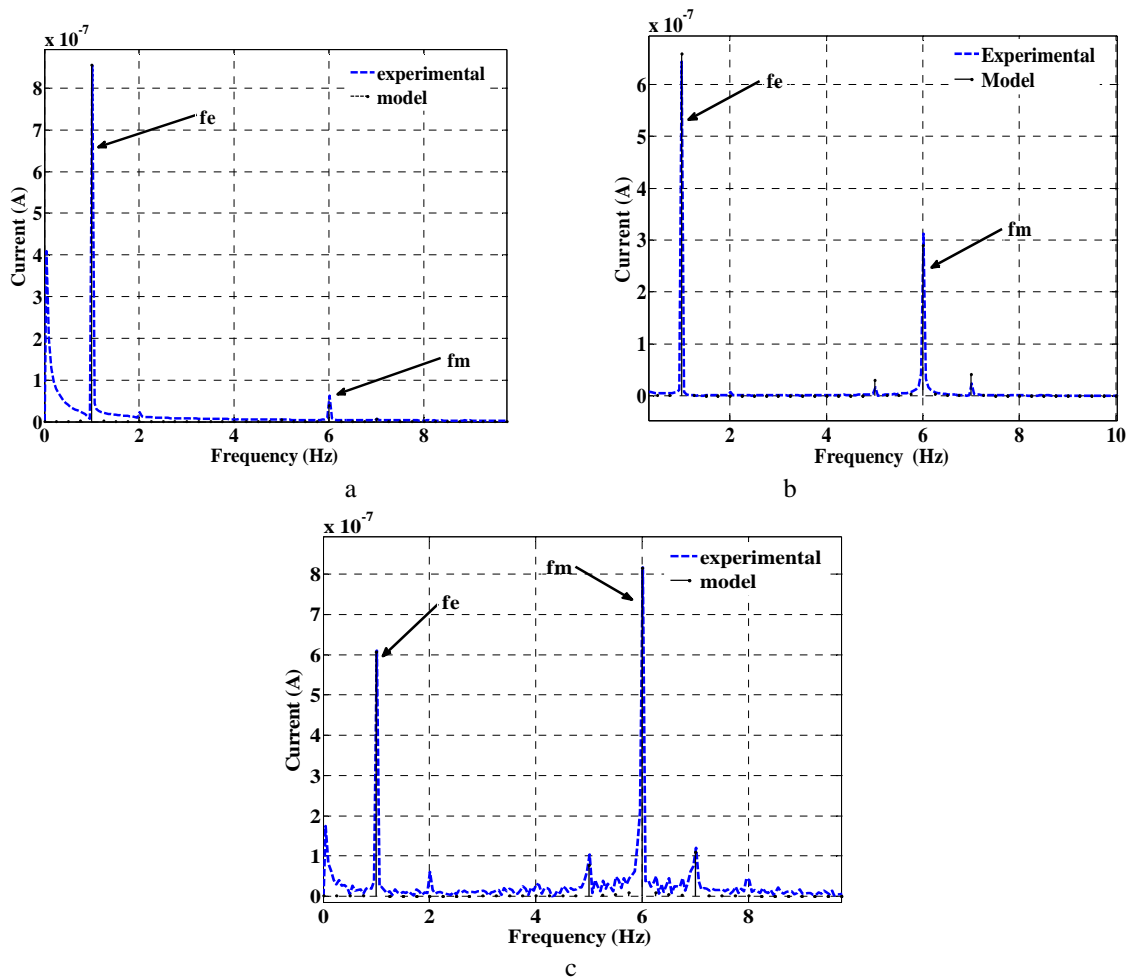 x 10 -7
experimental
model
fe
fm
Current (A)
8
7
6
5
4
3
2
1
0
0 2 4 6 8
Frequency (Hz)
a
x 10 -7
Experimental
Model
fe
fm
Current (A)
6
5
4
3
2
1
0
2 4 6 8 10
Frequency (Hz)
b
x 10 -7
experimental
model
fm
fe
Current (A)
8
7
6
5
4
3
2
1
0
0 2 4 6 8
Frequency (Hz)
c